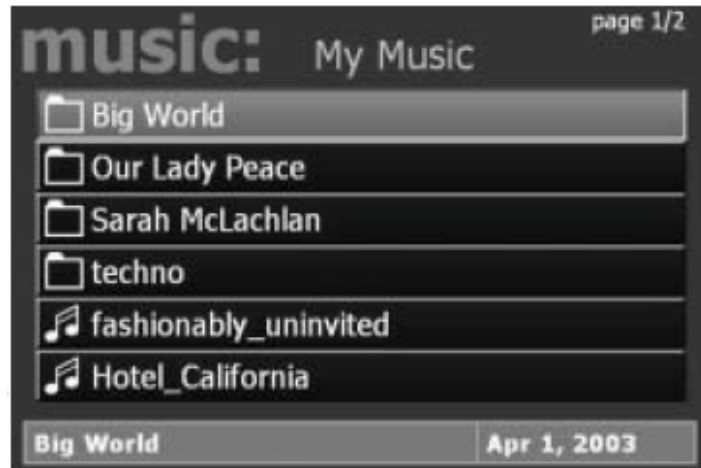 page 1/2
music: My Music
Big World
Our Lady Peace
Sarah McLachlan
techno
fashionably_uninvited
Hotel_California
Big World Apr 1, 2003